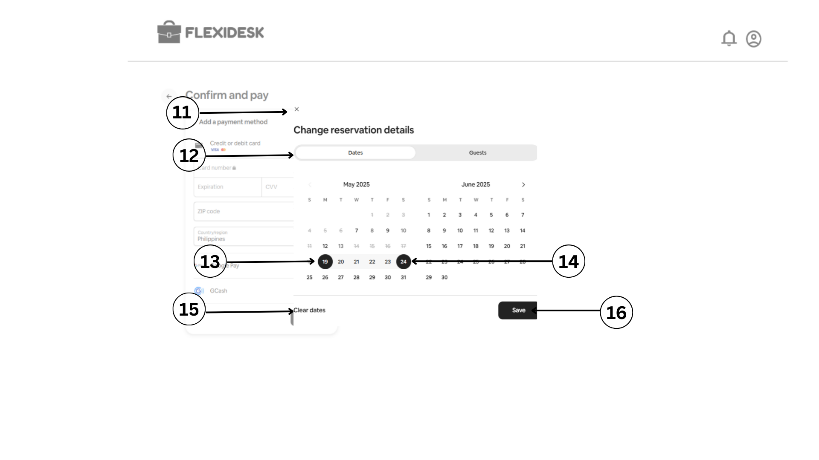 FLEXIDESK
Confirm and pay
11
×
Add a payment method
Change reservation details
Credit or debit card
VISA
12
Dates
Guests
Card number
May 2025
June 2025
Expiration
CVV
S M T W T F S
S M T W T F S
1 2 3
1 2 3 4 5 6 7
ZIP code
4 5 6 7 8 9 10
8 9 10 11 12 13 14
Country/region
Philippines
11 12 13 14 15 16 17
15 16 17 18 19 20 21
13
19 20 21 22 23 24
22 23 24 25 26 27 28
14
Pay
25 26 27 28 29 30 31
29 30
GCash
15
Clear dates
Save
16